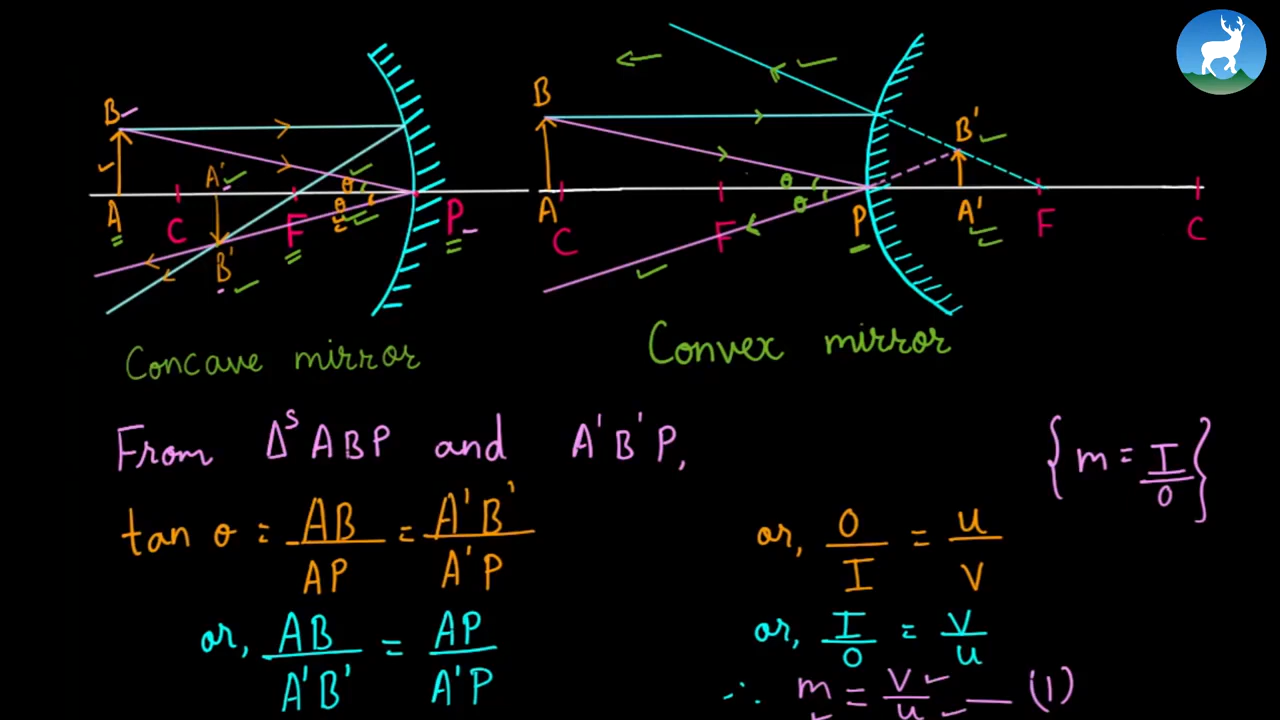 B
A
C
A'
B'
F
θ
θ
P
B
A
C
F
θ
θ
P
B'
A'
F
C
Concave mirror
Convex mirror
From Δˢ ABP and A'B'P,
{m = I/O}
tan θ = AB/AP = A'B'/A'P
or, AB/A'B' = AP/A'P
or, O/I = u/v
or, I/O = v/u
∴ m = v/u — (1)